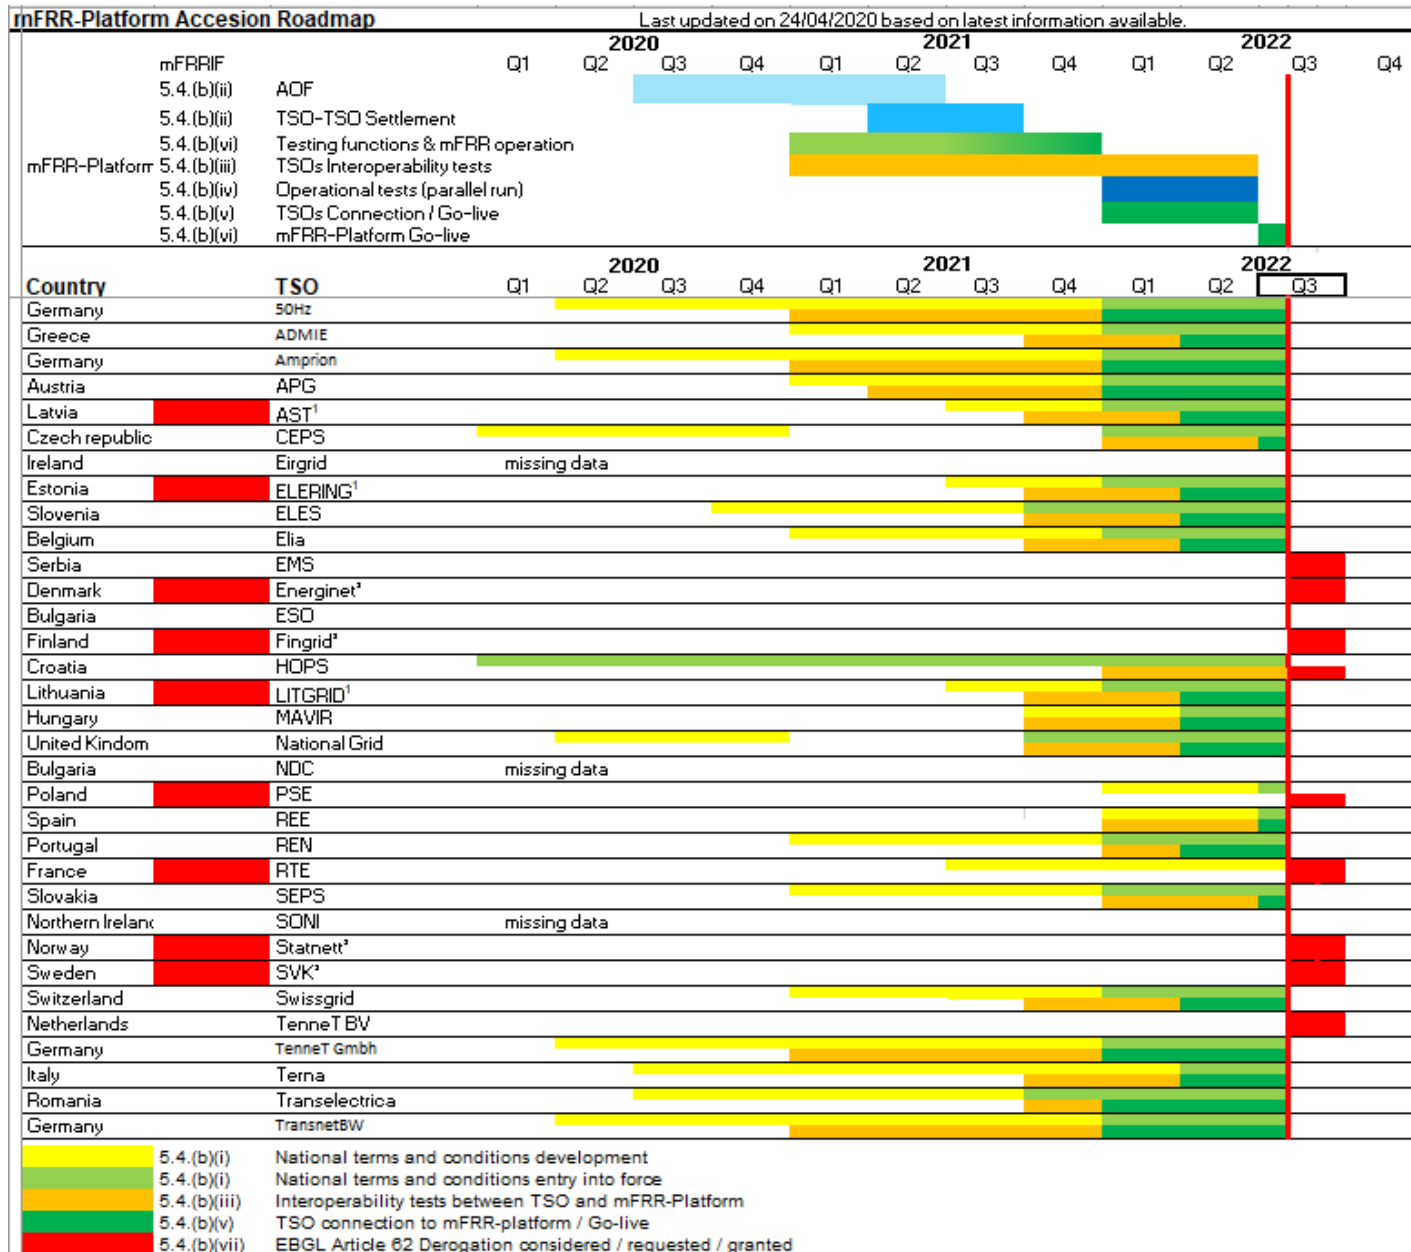 mFRR-Platform Accesion Roadmap Last updated on 24/04/2020 based on latest information available.
2020 2021 2022
mFRRIF Q1 Q2 Q3 Q4 Q1 Q2 Q3 Q4 Q1 Q2 Q3 Q4
5.4.(b)(ii) AOF
5.4.(b)(ii) TSO-TSO Settlement
5.4.(b)(vi) Testing functions & mFRR operation
mFRR-Platform 5.4.(b)(iii) TSOs Interoperability tests
5.4.(b)(iv) Operational tests (parallel run)
5.4.(b)(v) TSOs Connection / Go-live
5.4.(b)(vi) mFRR-Platform Go-live
2020 2021 2022
Country TSO Q1 Q2 Q3 Q4 Q1 Q2 Q3 Q4 Q1 Q2 Q3
Germany 50Hz
Greece ADMIE
Germany Amprion
Austria APG
Latvia AST¹
Czech republic CEPS
Ireland Eirgrid missing data
Estonia ELERING¹
Slovenia ELES
Belgium Elia
Serbia EMS
Denmark Energinet³
Bulgaria ESO
Finland Fingrid³
Croatia HOPS
Lithuania LITGRID¹
Hungary MAVIR
United Kindom National Grid
Bulgaria NDC missing data
Poland PSE
Spain REE
Portugal REN
France RTE
Slovakia SEPS
Northern Irelanc SONI missing data
Norway Statnett³
Sweden SVK³
Switzerland Swissgrid
Netherlands TenneT BV
Germany TenneT Gmbh
Italy Terna
Romania Transelectrica
Germany TransnetBW
5.4.(b)(i) National terms and conditions development
5.4.(b)(i) National terms and conditions entry into force
5.4.(b)(iii) Interoperability tests between TSO and mFRR-Platform
5.4.(b)(v) TSO connection to mFRR-platform / Go-live
5.4.(b)(vii) EBGL Article 62 Derogation considered / requested / granted